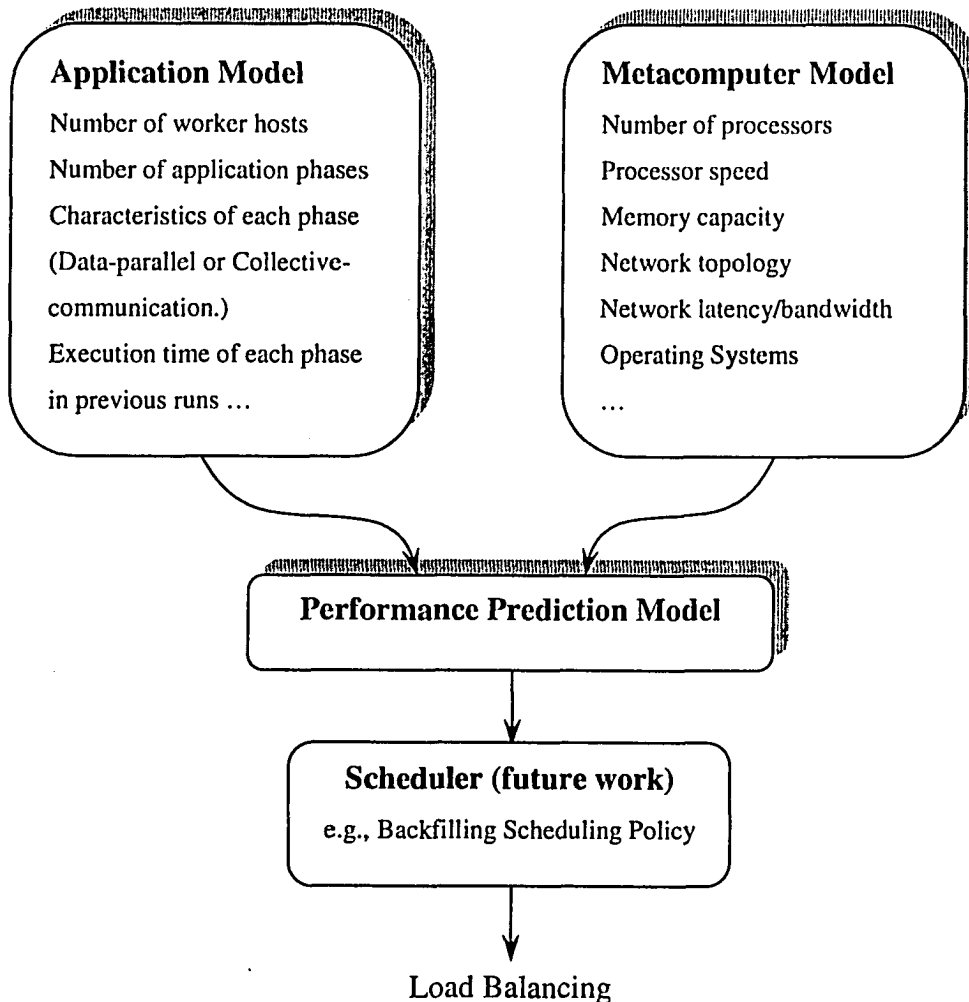 Application Model
Number of worker hosts
Number of application phases
Characteristics of each phase
(Data-parallel or Collective-
communication.)
Execution time of each phase
in previous runs ...
Metacomputer Model
Number of processors
Processor speed
Memory capacity
Network topology
Network latency/bandwidth
Operating Systems
...
Performance Prediction Model
Scheduler (future work)
e.g., Backfilling Scheduling Policy
Load Balancing